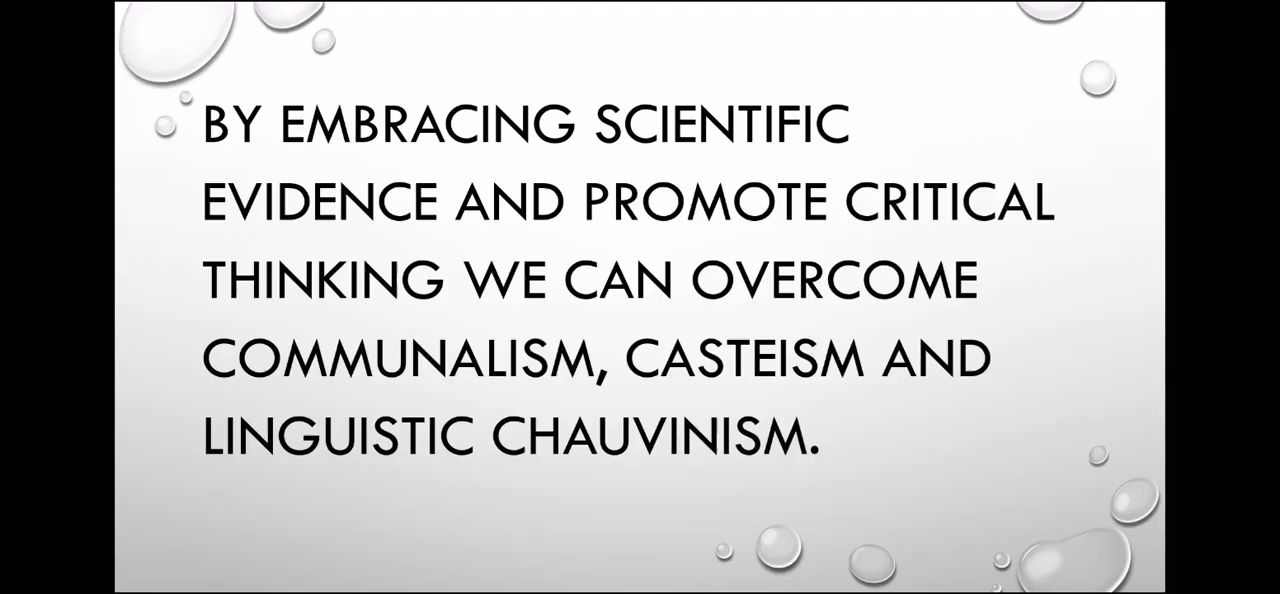 BY EMBRACING SCIENTIFIC
EVIDENCE AND PROMOTE CRITICAL
THINKING WE CAN OVERCOME
COMMUNALISM, CASTEISM AND
LINGUISTIC CHAUVINISM.